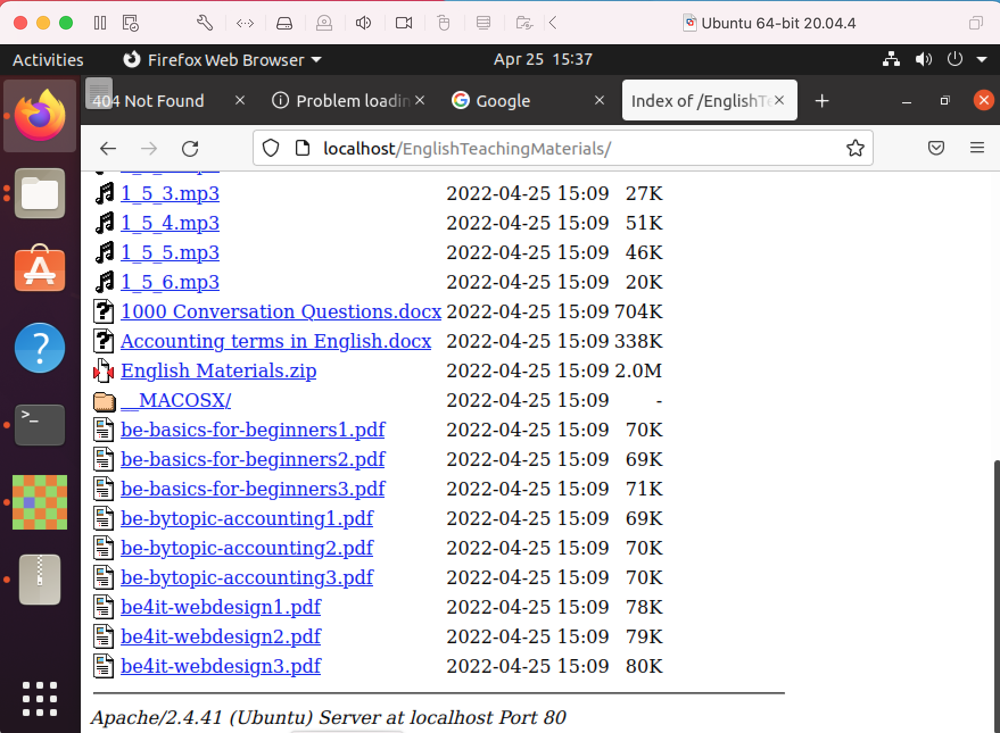 Ubuntu 64-bit 20.04.4
Activities
Firefox Web Browser
Apr 25 15:37
404 Not Found
Problem loadin
Google
Index of /EnglishTe
localhost/EnglishTeachingMaterials/
1_5_3.mp3 2022-04-25 15:09 27K
1_5_4.mp3 2022-04-25 15:09 51K
1_5_5.mp3 2022-04-25 15:09 46K
1_5_6.mp3 2022-04-25 15:09 20K
1000 Conversation Questions.docx 2022-04-25 15:09 704K
Accounting terms in English.docx 2022-04-25 15:09 338K
English Materials.zip 2022-04-25 15:09 2.0M
__MACOSX/ 2022-04-25 15:09 -
be-basics-for-beginners1.pdf 2022-04-25 15:09 70K
be-basics-for-beginners2.pdf 2022-04-25 15:09 69K
be-basics-for-beginners3.pdf 2022-04-25 15:09 71K
be-bytopic-accounting1.pdf 2022-04-25 15:09 69K
be-bytopic-accounting2.pdf 2022-04-25 15:09 70K
be-bytopic-accounting3.pdf 2022-04-25 15:09 70K
be4it-webdesign1.pdf 2022-04-25 15:09 78K
be4it-webdesign2.pdf 2022-04-25 15:09 79K
be4it-webdesign3.pdf 2022-04-25 15:09 80K
Apache/2.4.41 (Ubuntu) Server at localhost Port 80